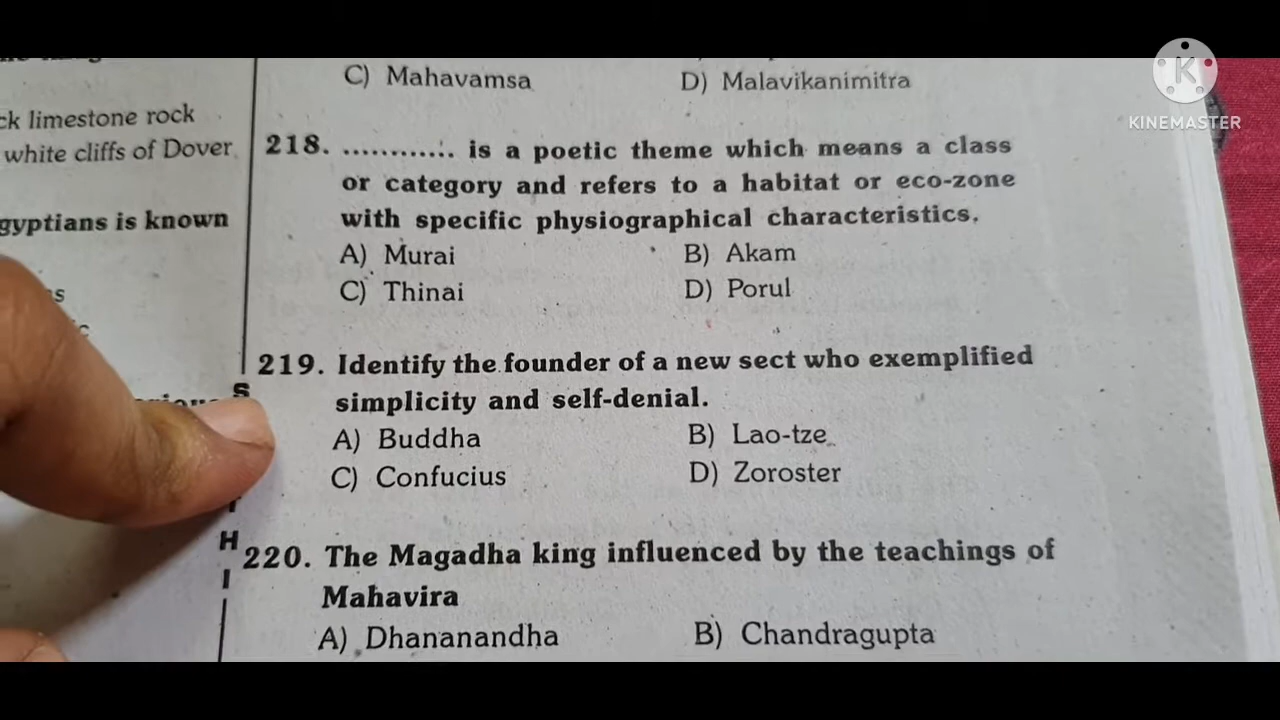 KINEMASTER
ck limestone rock
white cliffs of Dover
gyptians is known
C) Mahavamsa D) Malavikanimitra
218. ............ is a poetic theme which means a class
or category and refers to a habitat or eco-zone
with specific physiographical characteristics.
A) Murai B) Akam
C) Thinai D) Porul
219. Identify the founder of a new sect who exemplified
simplicity and self-denial.
A) Buddha B) Lao-tze
C) Confucius D) Zoroster
220. The Magadha king influenced by the teachings of
Mahavira
A) Dhananandha B) Chandragupta
S
H
I